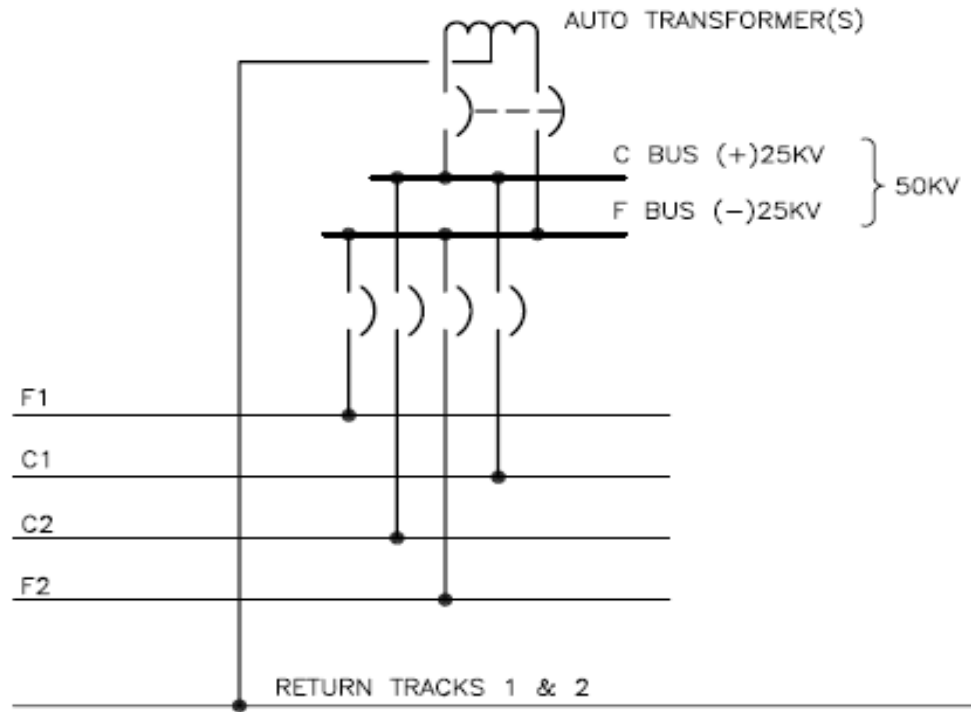 AUTO TRANSFORMER(S)
C BUS (+)25KV
50KV
F BUS (−)25KV
F1
C1
C2
F2
RETURN TRACKS 1 & 2